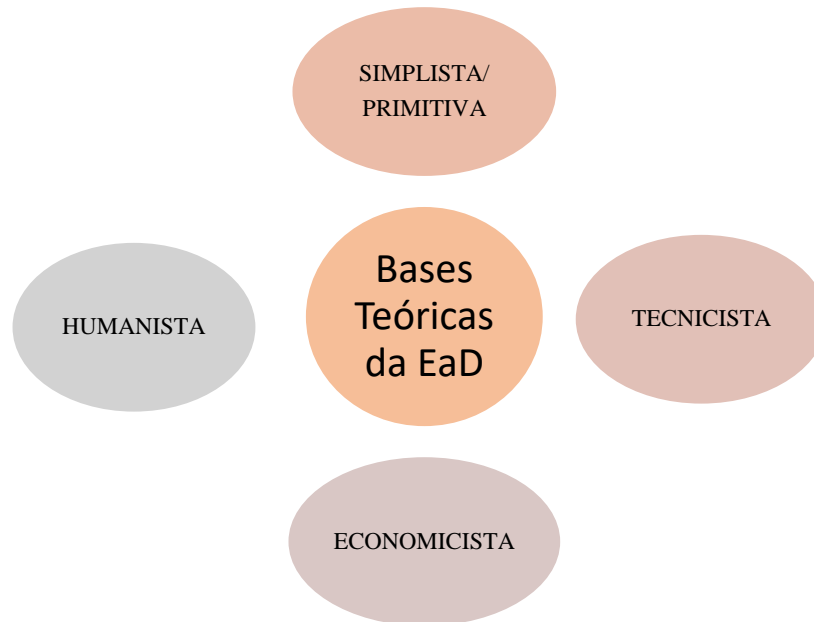 SIMPLISTA/
PRIMITIVA
HUMANISTA
Bases
Teóricas
da EaD
TECNICISTA
ECONOMICISTA